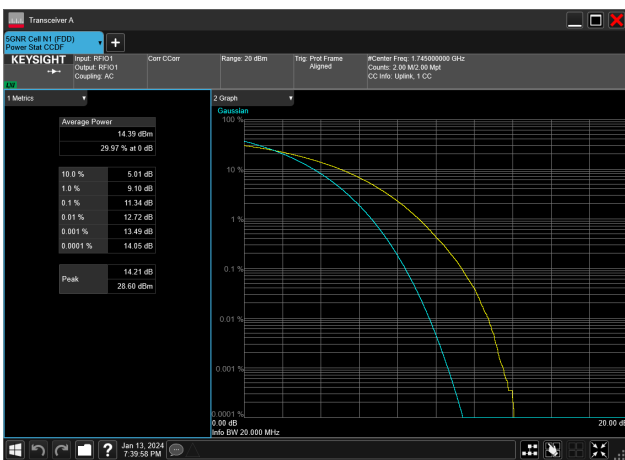 Transceiver A
5GNR Cell N1 (FDD)
Power Stat CCDF
KEYSIGHT
Input: RFIO1
Output: RFIO1
Coupling: AC
Corr CCorr
Range: 20 dBm
Trig: Prot Frame
Aligned
#Center Freq: 1.745000000 GHz
Counts: 2.00 M/2.00 Mpt
CC Info: Uplink, 1 CC
1 Metrics
Average Power
14.39 dBm
29.97 % at 0 dB
10.0 % 5.01 dB
1.0 % 9.10 dB
0.1 % 11.34 dB
0.01 % 12.72 dB
0.001 % 13.49 dB
0.0001 % 14.05 dB
Peak
14.21 dB
28.60 dBm
2 Graph
Gaussian
100 %
10 %
1 %
0.1 %
0.01 %
0.001 %
0.0001 %
0.00 dB
20.00 dB
Info BW 20.000 MHz
Jan 13, 2024
7:39:58 PM